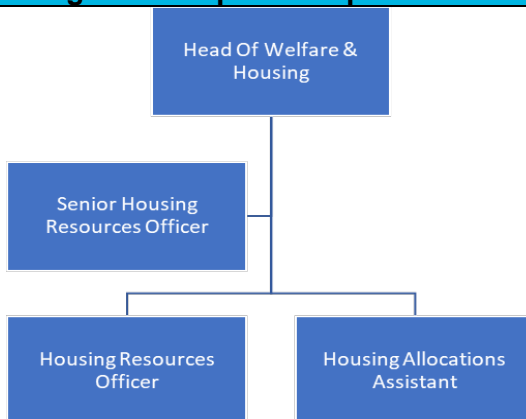 Head Of Welfare &
Housing
Senior Housing
Resources Officer
Housing Resources
Officer
Housing Allocations
Assistant